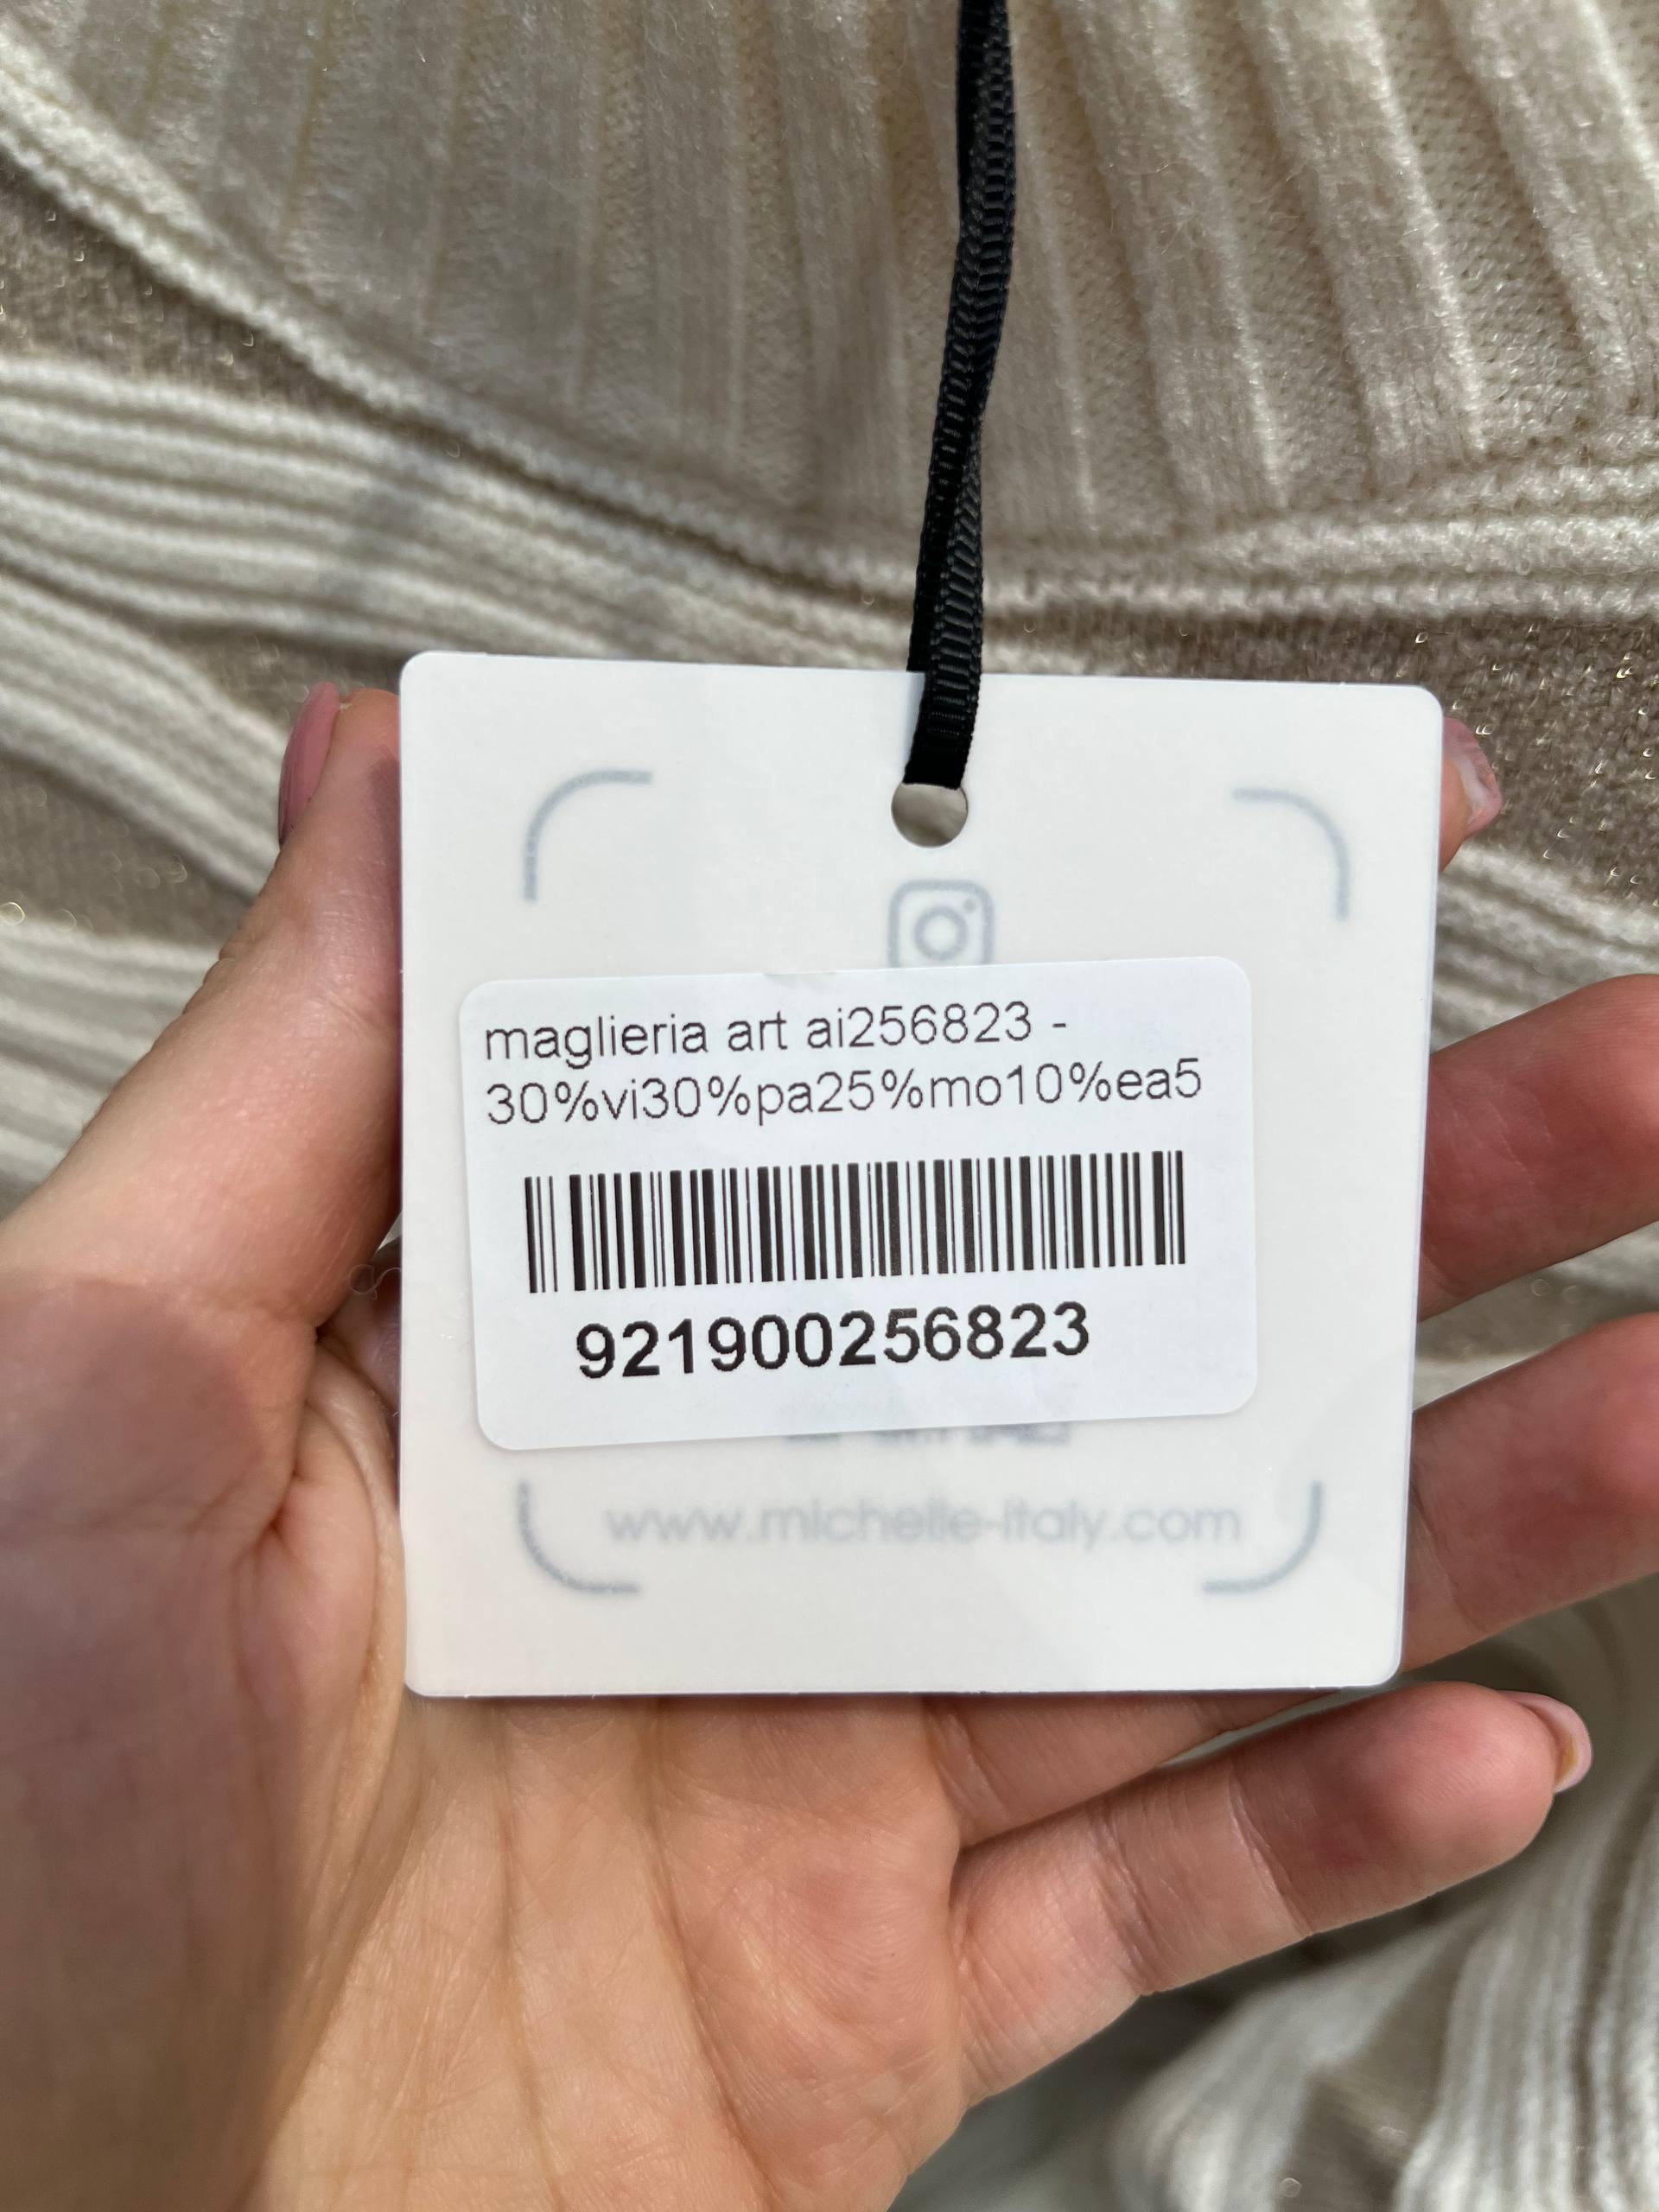 maglieria art ai256823 -
30%vi30%pa25%mo10%ea5
921900256823
www.michelle-italy.com